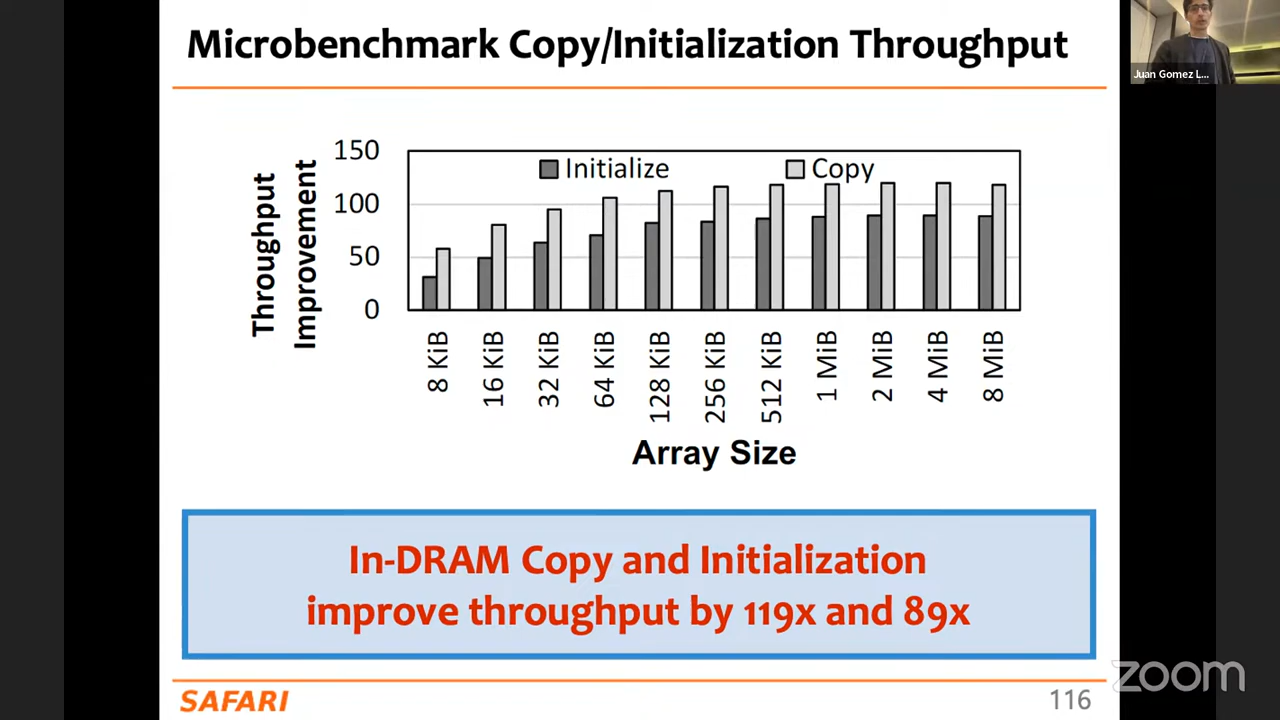 Microbenchmark Copy/Initialization Throughput
Juan Gomez L...
Throughput
Improvement
150
100
50
0
Initialize
Copy
8 KiB
16 KiB
32 KiB
64 KiB
128 KiB
256 KiB
512 KiB
1 MiB
2 MiB
4 MiB
8 MiB
Array Size
In-DRAM Copy and Initialization
improve throughput by 119x and 89x
SAFARI
116
zoom